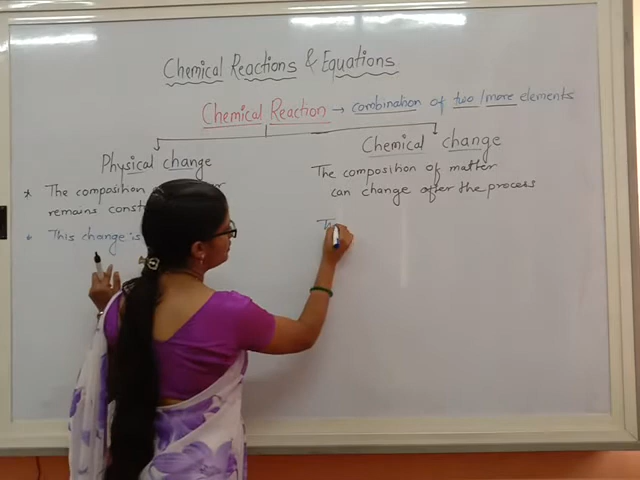 Chemical Reactions & Equations
Chemical Reaction → combination of two / more elements
Physical change
Chemical change
* The composition
remains const
• This change is
The composition of matter
can change after the process